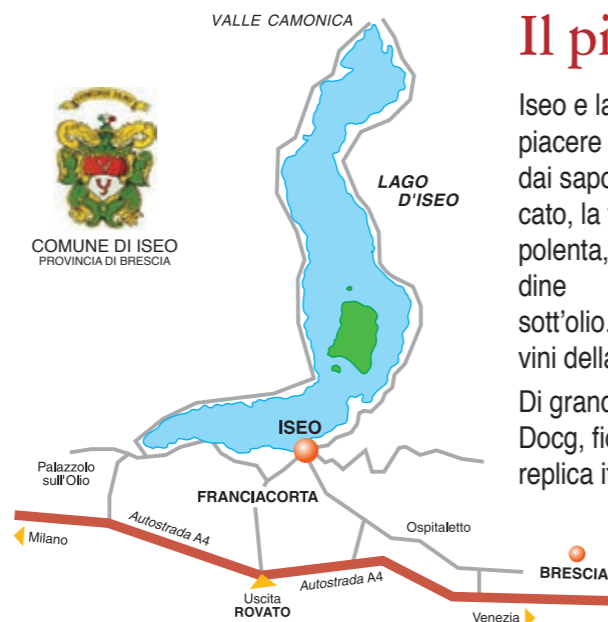 VALLE CAMONICA
COMUNE DI ISEO
PROVINCIA DI BRESCIA
LAGO
D'ISEO
ISEO
Palazzolo
sull'Olio
FRANCIACORTA
Autostrada A4
Milano
Ospitaletto
BRESCIA
Uscita
ROVATO
Autostrada A4
Venezia
Il pi
Iseo e la
piacere
dai sapo
cato, la
polenta,
dine
sott’olio.
vini della
Di grand
Docg, fi
replica i